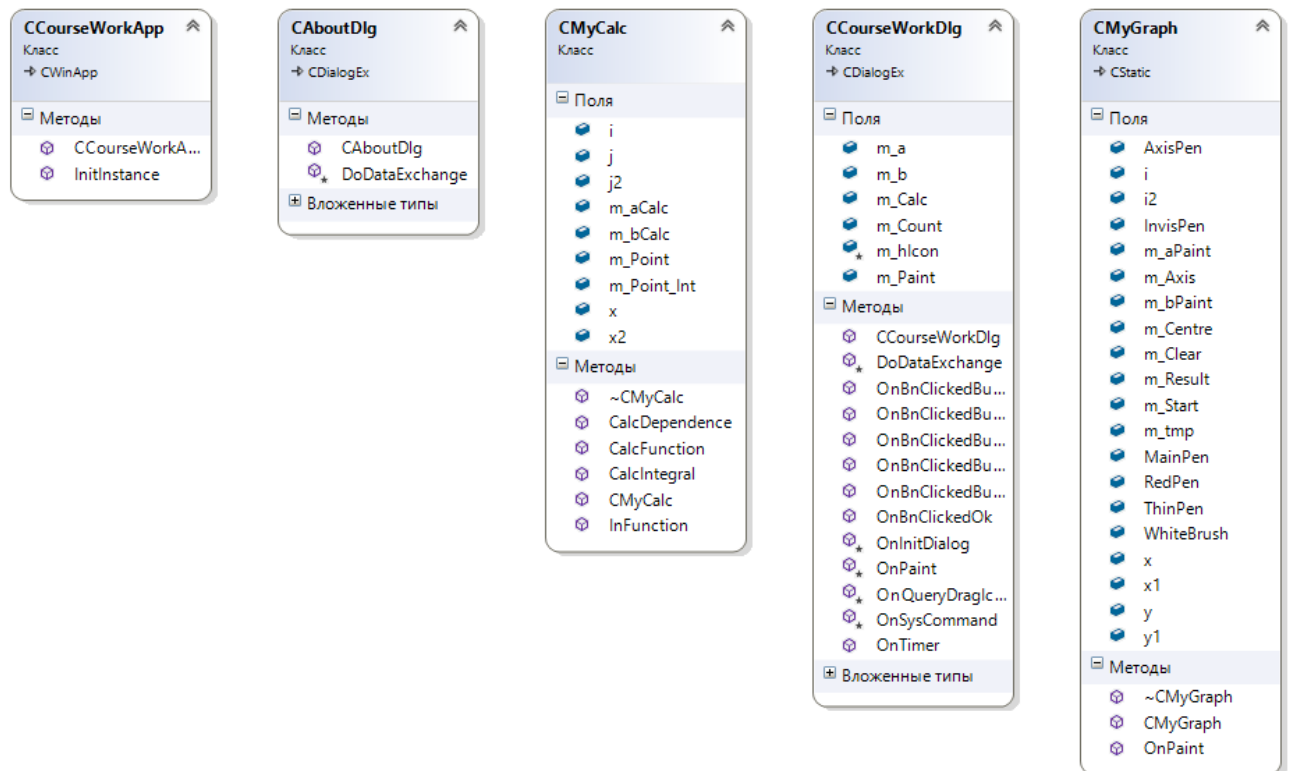 CCourseWorkApp
Класс
CWinApp
Методы
CCourseWorkA...
InitInstance
CAboutDlg
Класс
CDialogEx
Методы
CAboutDlg
DoDataExchange
Вложенные типы
CMyCalc
Класс
Поля
i
j
j2
m_aCalc
m_bCalc
m_Point
m_Point_Int
x
x2
Методы
~CMyCalc
CalcDependence
CalcFunction
CalcIntegral
CMyCalc
InFunction
CCourseWorkDlg
Класс
CDialogEx
Поля
m_a
m_b
m_Calc
m_Count
m_hIcon
m_Paint
Методы
CCourseWorkDlg
DoDataExchange
OnBnClickedBu...
OnBnClickedBu...
OnBnClickedBu...
OnBnClickedBu...
OnBnClickedBu...
OnBnClickedOk
OnInitDialog
OnPaint
OnQueryDragIc...
OnSysCommand
OnTimer
Вложенные типы
CMyGraph
Класс
CStatic
Поля
AxisPen
i
i2
InvisPen
m_aPaint
m_Axis
m_bPaint
m_Centre
m_Clear
m_Result
m_Start
m_tmp
MainPen
RedPen
ThinPen
WhiteBrush
x
x1
y
y1
Методы
~CMyGraph
CMyGraph
OnPaint